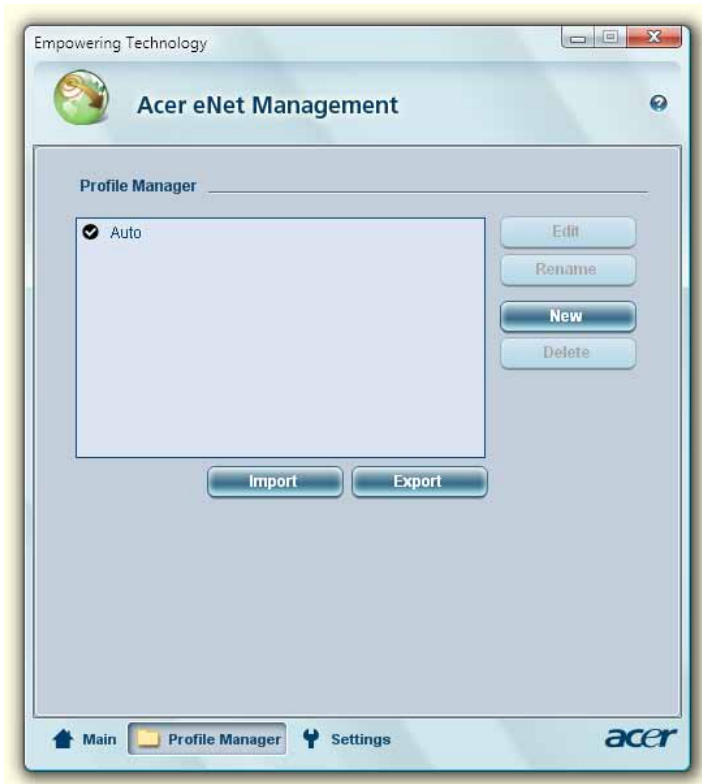 Empowering Technology
Acer eNet Management
Profile Manager
Auto
Edit
Rename
New
Delete
Import Export
Main Profile Manager Settings acer